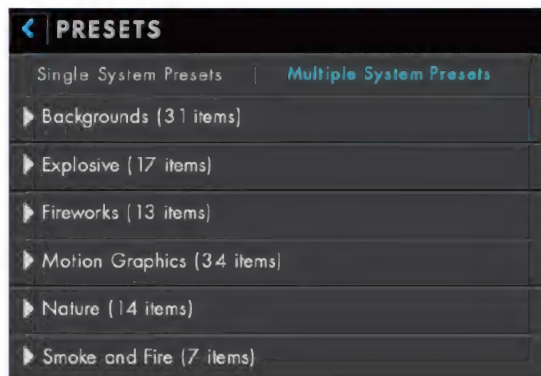 PRESETS
Single System Presets | Multiple System Presets
Backgrounds (31 items)
Explosive (17 items)
Fireworks (13 items)
Motion Graphics (34 items)
Nature (14 items)
Smoke and Fire (7 items)